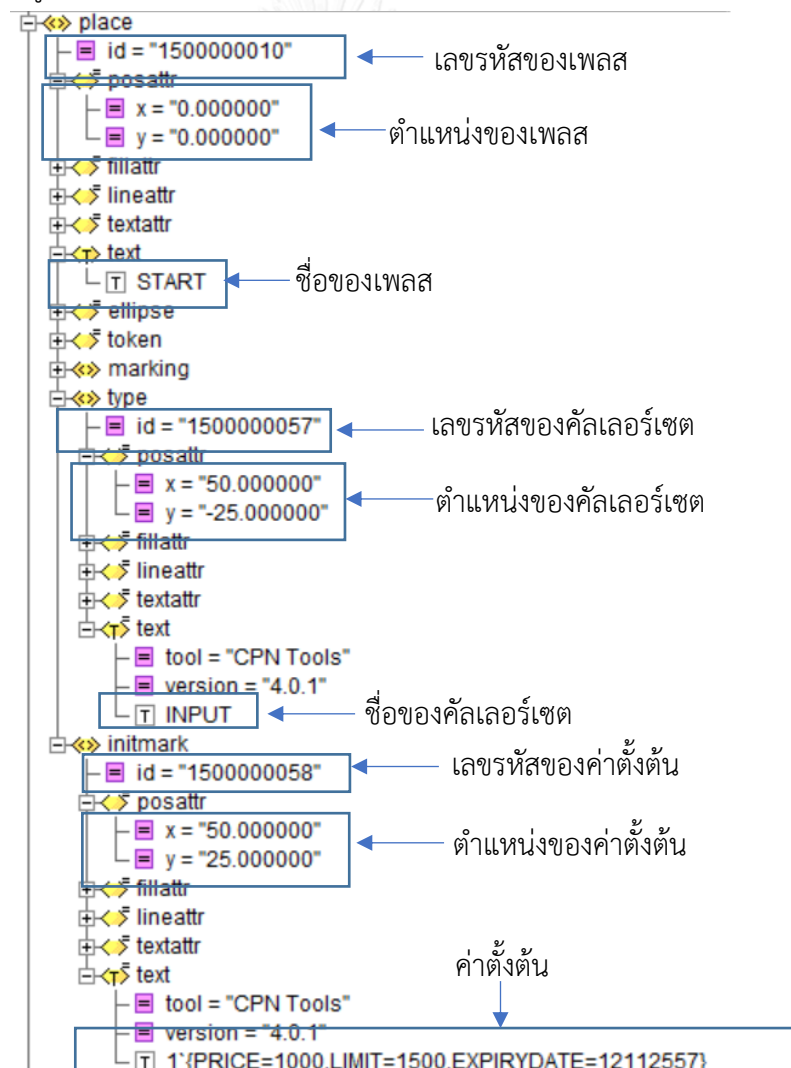 place
id = "1500000010" เลขรหัสของเพลส
posattr
x = "0.000000"
y = "0.000000" ตำแหน่งของเพลส
fillattr
lineattr
textattr
text
START ชื่อของเพลส
ellipse
token
marking
type
id = "1500000057" เลขรหัสของคัลเลอร์เซต
posattr
x = "50.000000"
y = "-25.000000" ตำแหน่งของคัลเลอร์เซต
fillattr
lineattr
textattr
text
tool = "CPN Tools"
version = "4.0.1"
INPUT ชื่อของคัลเลอร์เซต
initmark
id = "1500000058" เลขรหัสของค่าตั้งต้น
posattr
x = "50.000000"
y = "25.000000" ตำแหน่งของค่าตั้งต้น
fillattr
lineattr
textattr
text ค่าตั้งต้น
tool = "CPN Tools"
version = "4.0.1"
1`{PRICE=1000,LIMIT=1500,EXPIRYDATE=12112557}